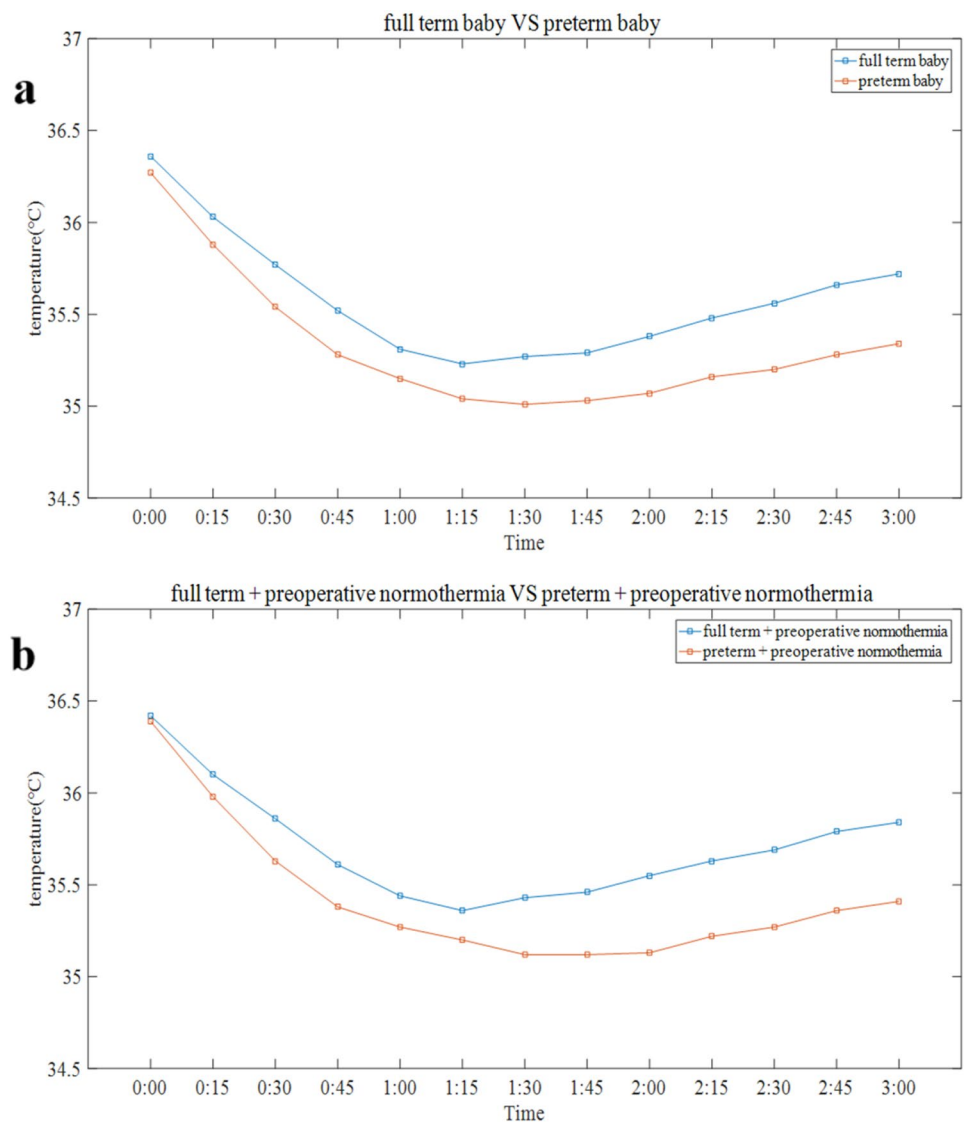 full term baby VS preterm baby
a
full term baby
preterm baby
37
36.5
36
35.5
35
34.5
temperature(°C)
0:00 0:15 0:30 0:45 1:00 1:15 1:30 1:45 2:00 2:15 2:30 2:45 3:00
Time
full term + preoperative normothermia VS preterm + preoperative normothermia
b
full term + preoperative normothermia
preterm + preoperative normothermia
37
36.5
36
35.5
35
34.5
temperature(°C)
0:00 0:15 0:30 0:45 1:00 1:15 1:30 1:45 2:00 2:15 2:30 2:45 3:00
Time